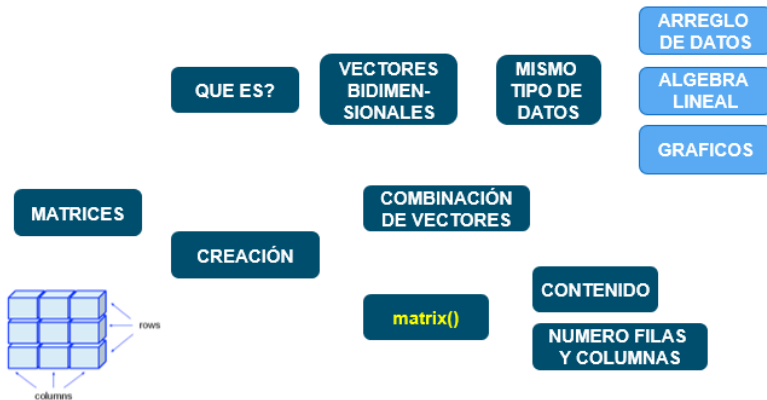 ARREGLO
DE DATOS
VECTORES
BIDIMEN-
SIONALES
MISMO
TIPO DE
DATOS
QUE ES?
ALGEBRA
LINEAL
GRAFICOS
MATRICES
COMBINACIÓN
DE VECTORES
CREACIÓN
CONTENIDO
matrix()
NUMERO FILAS
Y COLUMNAS
rows
columns